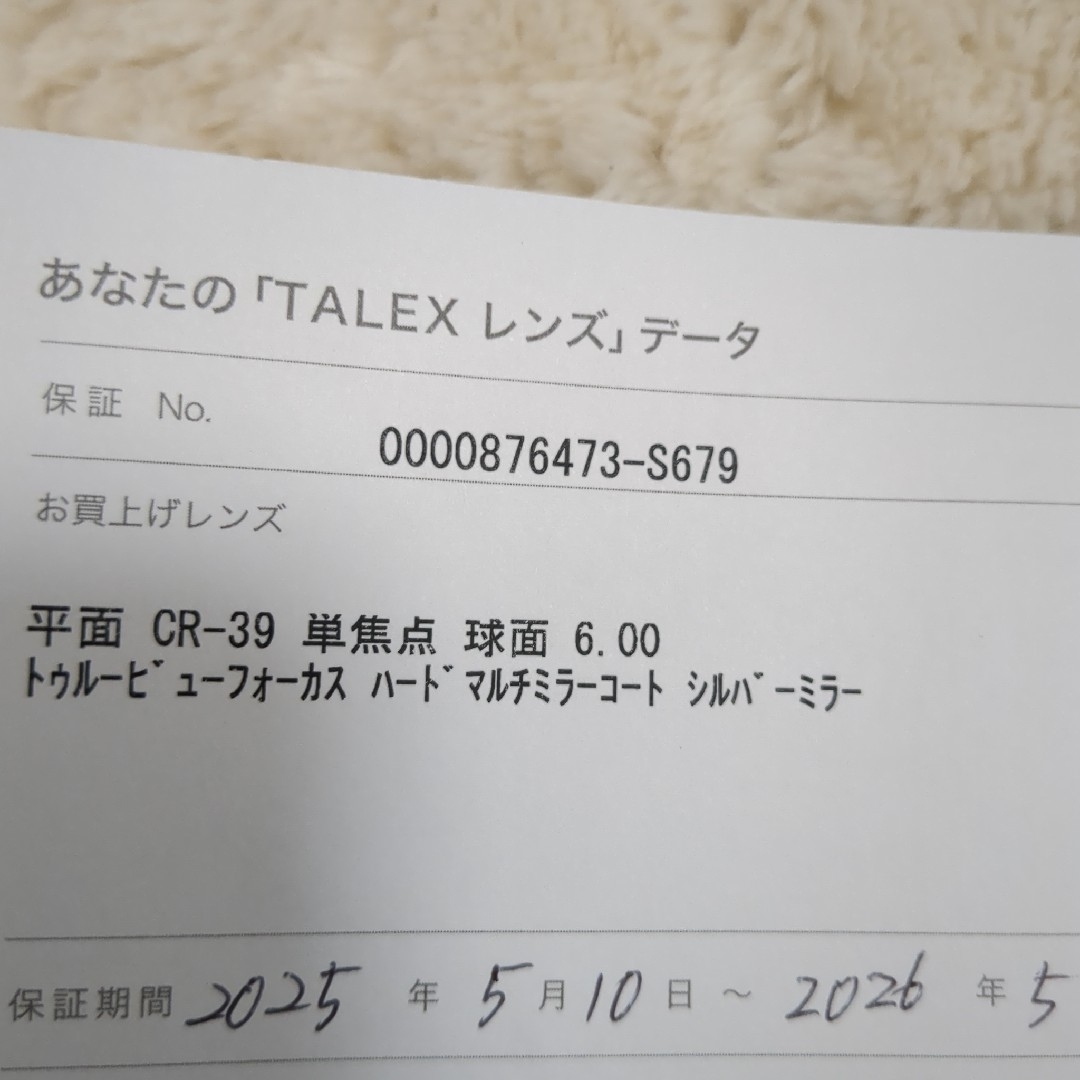 あなたの「TALEX レンズ」データ
保証 No. 0000876473-S679
お買上げレンズ
平面 CR-39 単焦点 球面 6.00
ﾄｩﾙｰﾋﾞｭｰﾌｫｰｶｽ ﾊｰﾄﾞﾏﾙﾁﾐﾗｰｺｰﾄ ｼﾙﾊﾞｰﾐﾗｰ
保証期間 2025 年 5 月 10 日 ～ 2026 年 5